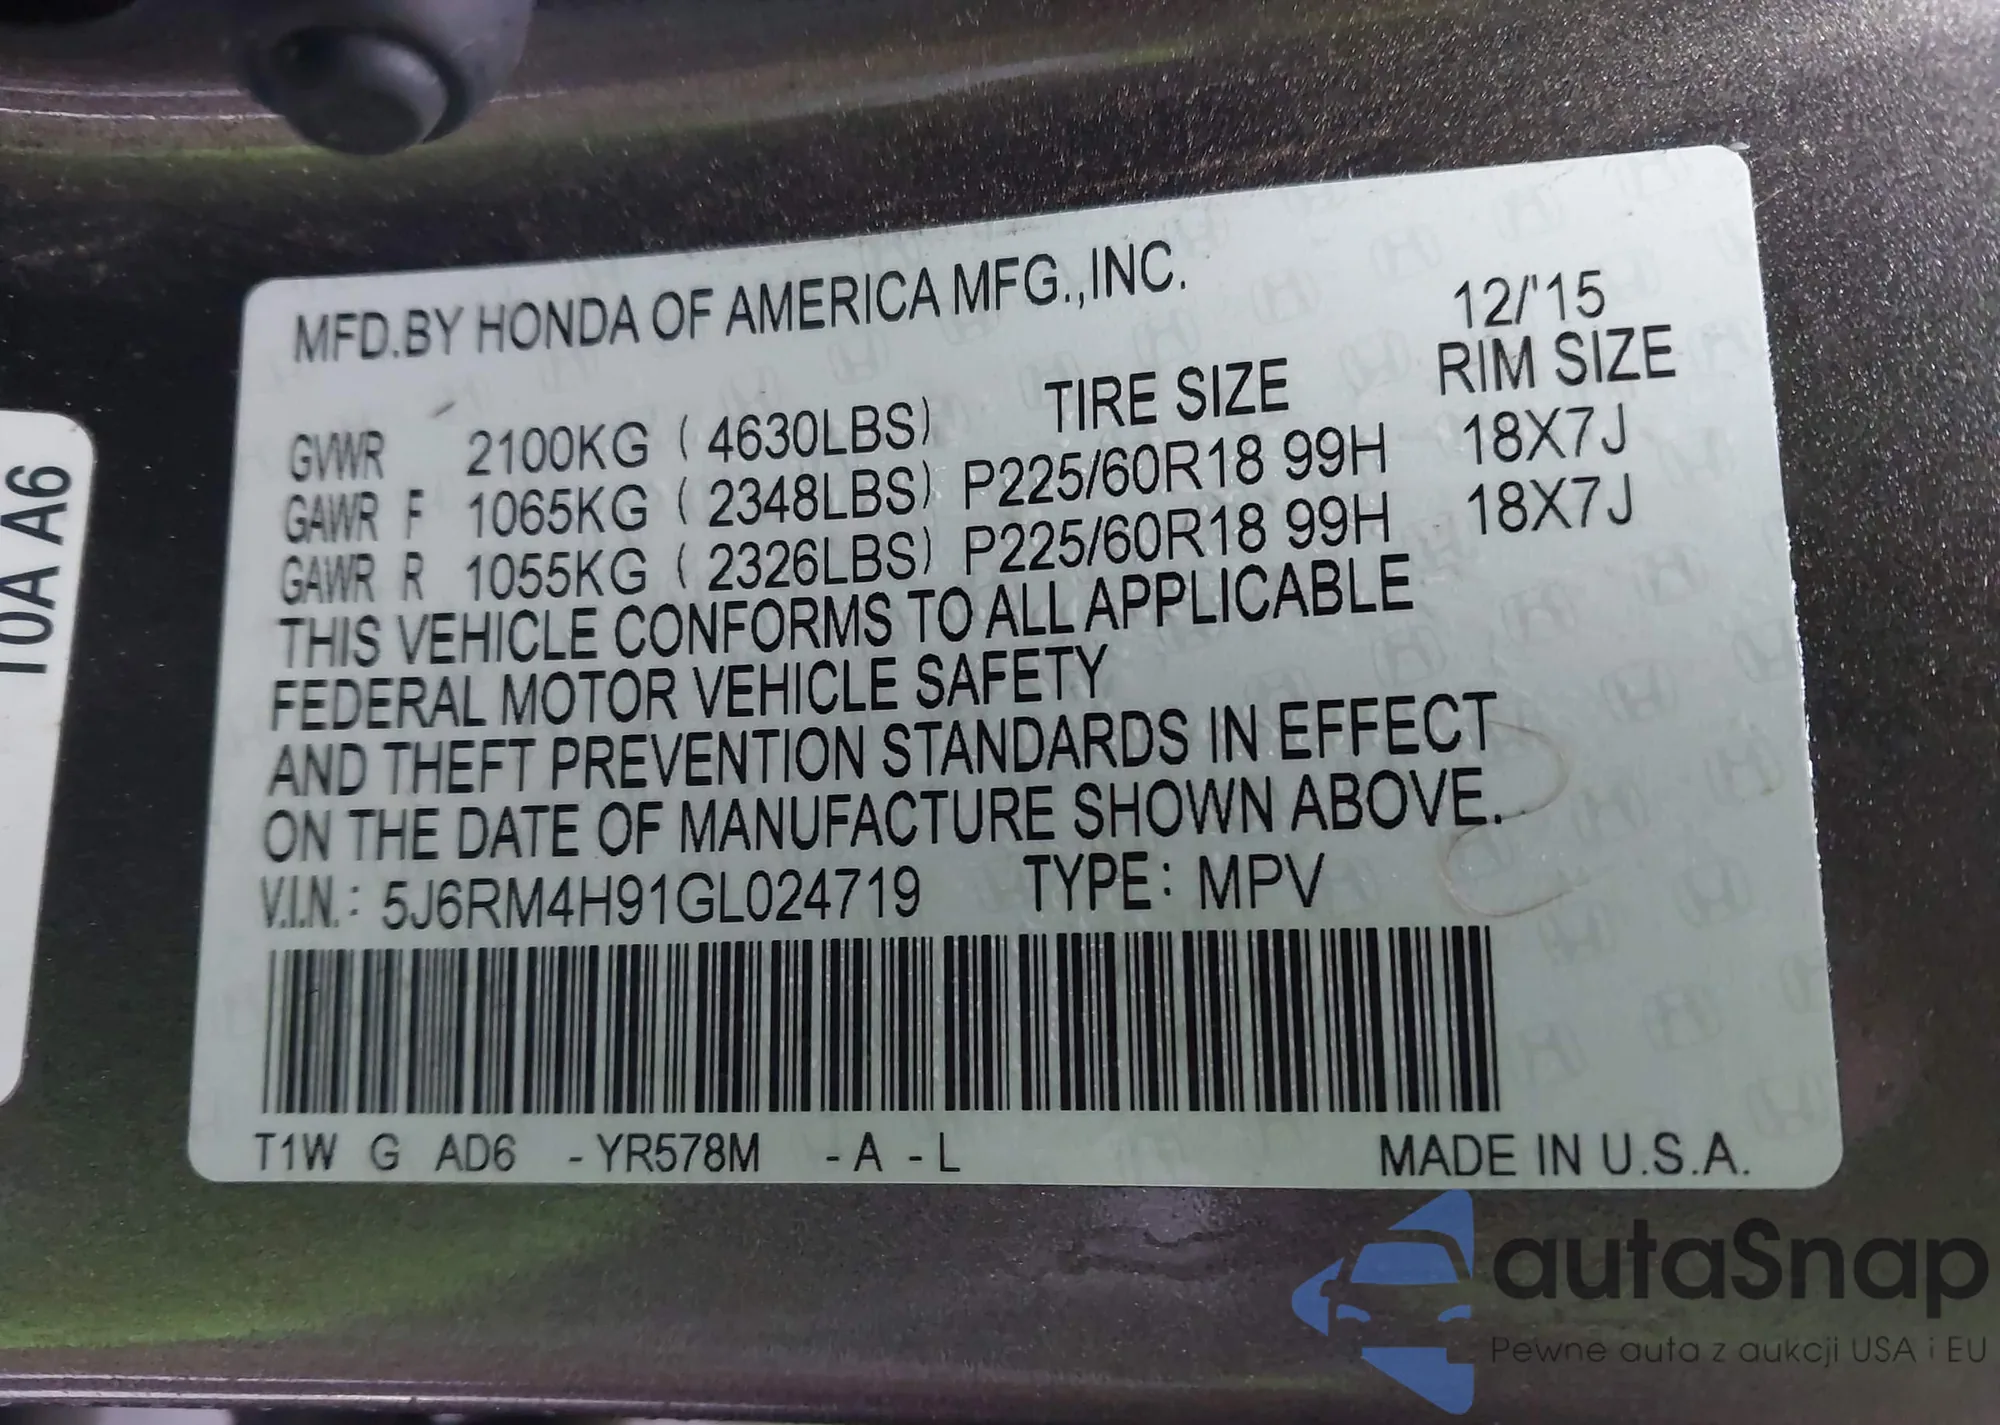 MFD.BY HONDA OF AMERICA MFG.,INC. 12/'15
TIRE SIZE RIM SIZE
GVWR 2100KG ( 4630LBS)
GAWR F 1065KG ( 2348LBS) P225/60R18 99H 18X7J
GAWR R 1055KG ( 2326LBS) P225/60R18 99H 18X7J
THIS VEHICLE CONFORMS TO ALL APPLICABLE
FEDERAL MOTOR VEHICLE SAFETY
AND THEFT PREVENTION STANDARDS IN EFFECT
ON THE DATE OF MANUFACTURE SHOWN ABOVE.
V.I.N.: 5J6RM4H91GL024719 TYPE: MPV
T1W G AD6 -YR578M -A -L MADE IN U.S.A.
A A6
autaSnap
Pewne auta z aukcji USA i EU